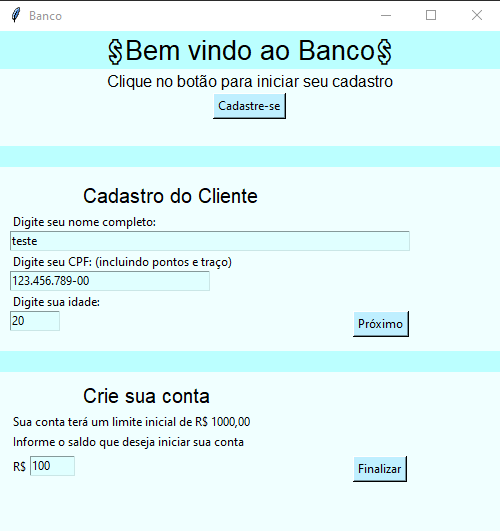 Banco
$Bem vindo ao Banco$
Clique no botão para iniciar seu cadastro
Cadastre-se
Cadastro do Cliente
Digite seu nome completo:
teste
Digite seu CPF: (incluindo pontos e traço)
123.456.789-00
Digite sua idade:
20
Próximo
Crie sua conta
Sua conta terá um limite inicial de R$ 1000,00
Informe o saldo que deseja iniciar sua conta
R$ 100
Finalizar